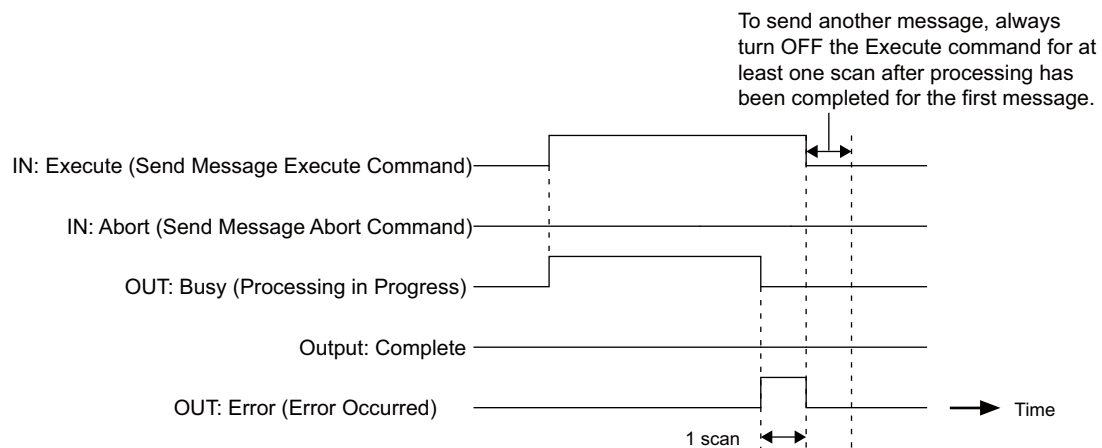 To send another message, always
turn OFF the Execute command for at
least one scan after processing has
been completed for the first message.
IN: Execute (Send Message Execute Command)
IN: Abort (Send Message Abort Command)
OUT: Busy (Processing in Progress)
Output: Complete
OUT: Error (Error Occurred)
Time
1 scan